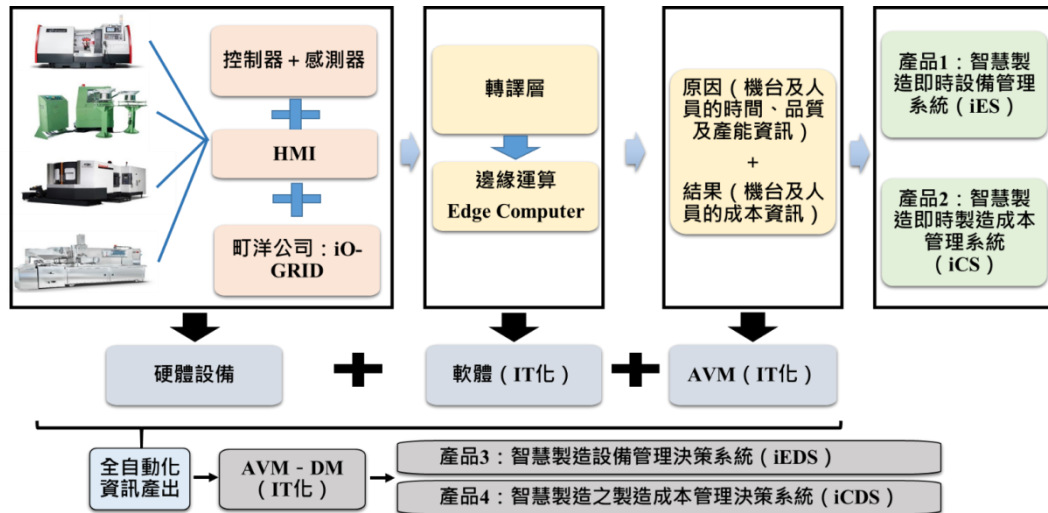 控制器＋感測器
HMI
町洋公司：iO-
GRID
轉譯層
邊緣運算
Edge Computer
原因（機台及人
員的時間、品質
及產能資訊）
+
結果（機台及人
員的成本資訊）
產品1：智慧製
造即時設備管理
系統（iES）
產品2：智慧製
造即時製造成本
管理系統
（iCS）
硬體設備
軟體（IT化）
AVM（IT化）
全自動化
資訊產出
AVM－DM
（IT化）
產品3：智慧製造設備管理決策系統（iEDS）
產品4：智慧製造之製造成本管理決策系統（iCDS）